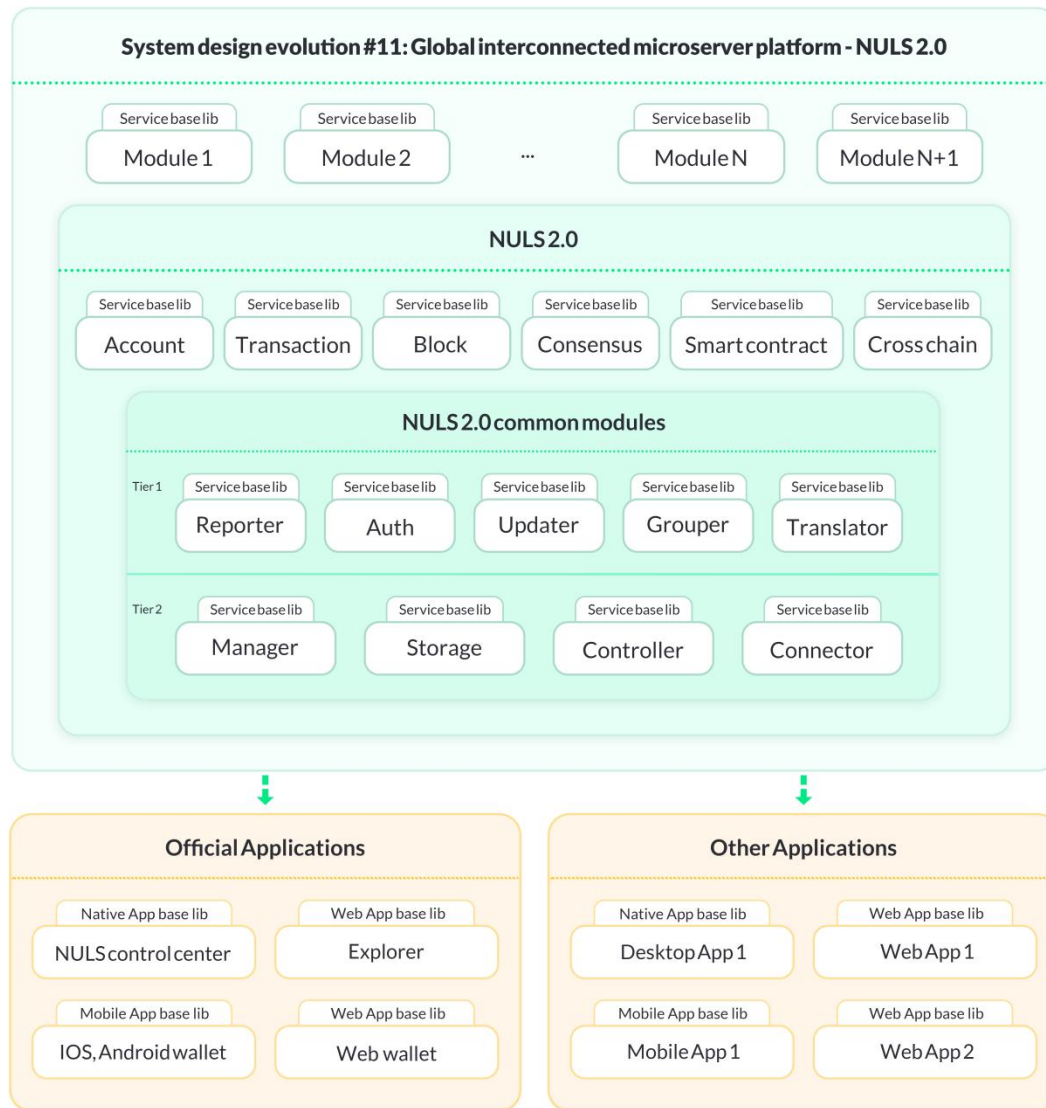 System design evolution #11: Global interconnected microserver platform - NULS 2.0
Service base lib Service base lib Service base lib Service base lib
Module 1 Module 2 ... Module N Module N+1
NULS 2.0
Service base lib Service base lib Service base lib Service base lib Service base lib Service base lib
Account Transaction Block Consensus Smart contract Cross chain
NULS 2.0 common modules
Tier 1 Service base lib Service base lib Service base lib Service base lib Service base lib
Reporter Auth Updater Grouper Translator
Tier 2 Service base lib Service base lib Service base lib Service base lib
Manager Storage Controller Connector
Official Applications
Native App base lib Web App base lib
NULS control center Explorer
Mobile App base lib Web App base lib
IOS, Android wallet Web wallet
Other Applications
Native App base lib Web App base lib
Desktop App 1 Web App 1
Mobile App base lib Web App base lib
Mobile App 1 Web App 2